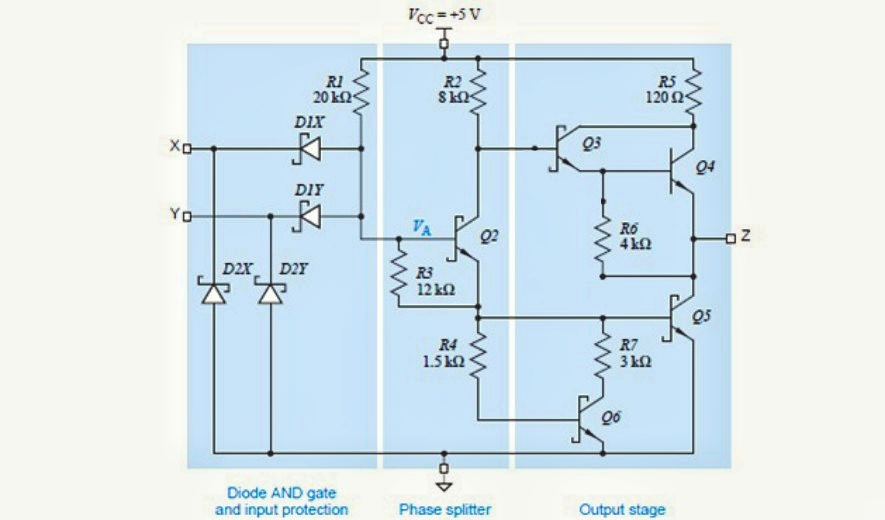 VCC = +5 V
R1
20 kΩ
R2
8 kΩ
R5
120 Ω
D1X
X
Q3
Q4
D1Y
Y
VA
Q2
R6
4 kΩ
Z
D2X
D2Y
R3
12 kΩ
Q5
R4
1.5 kΩ
R7
3 kΩ
Q6
Diode AND gate
and input protection
Phase splitter
Output stage